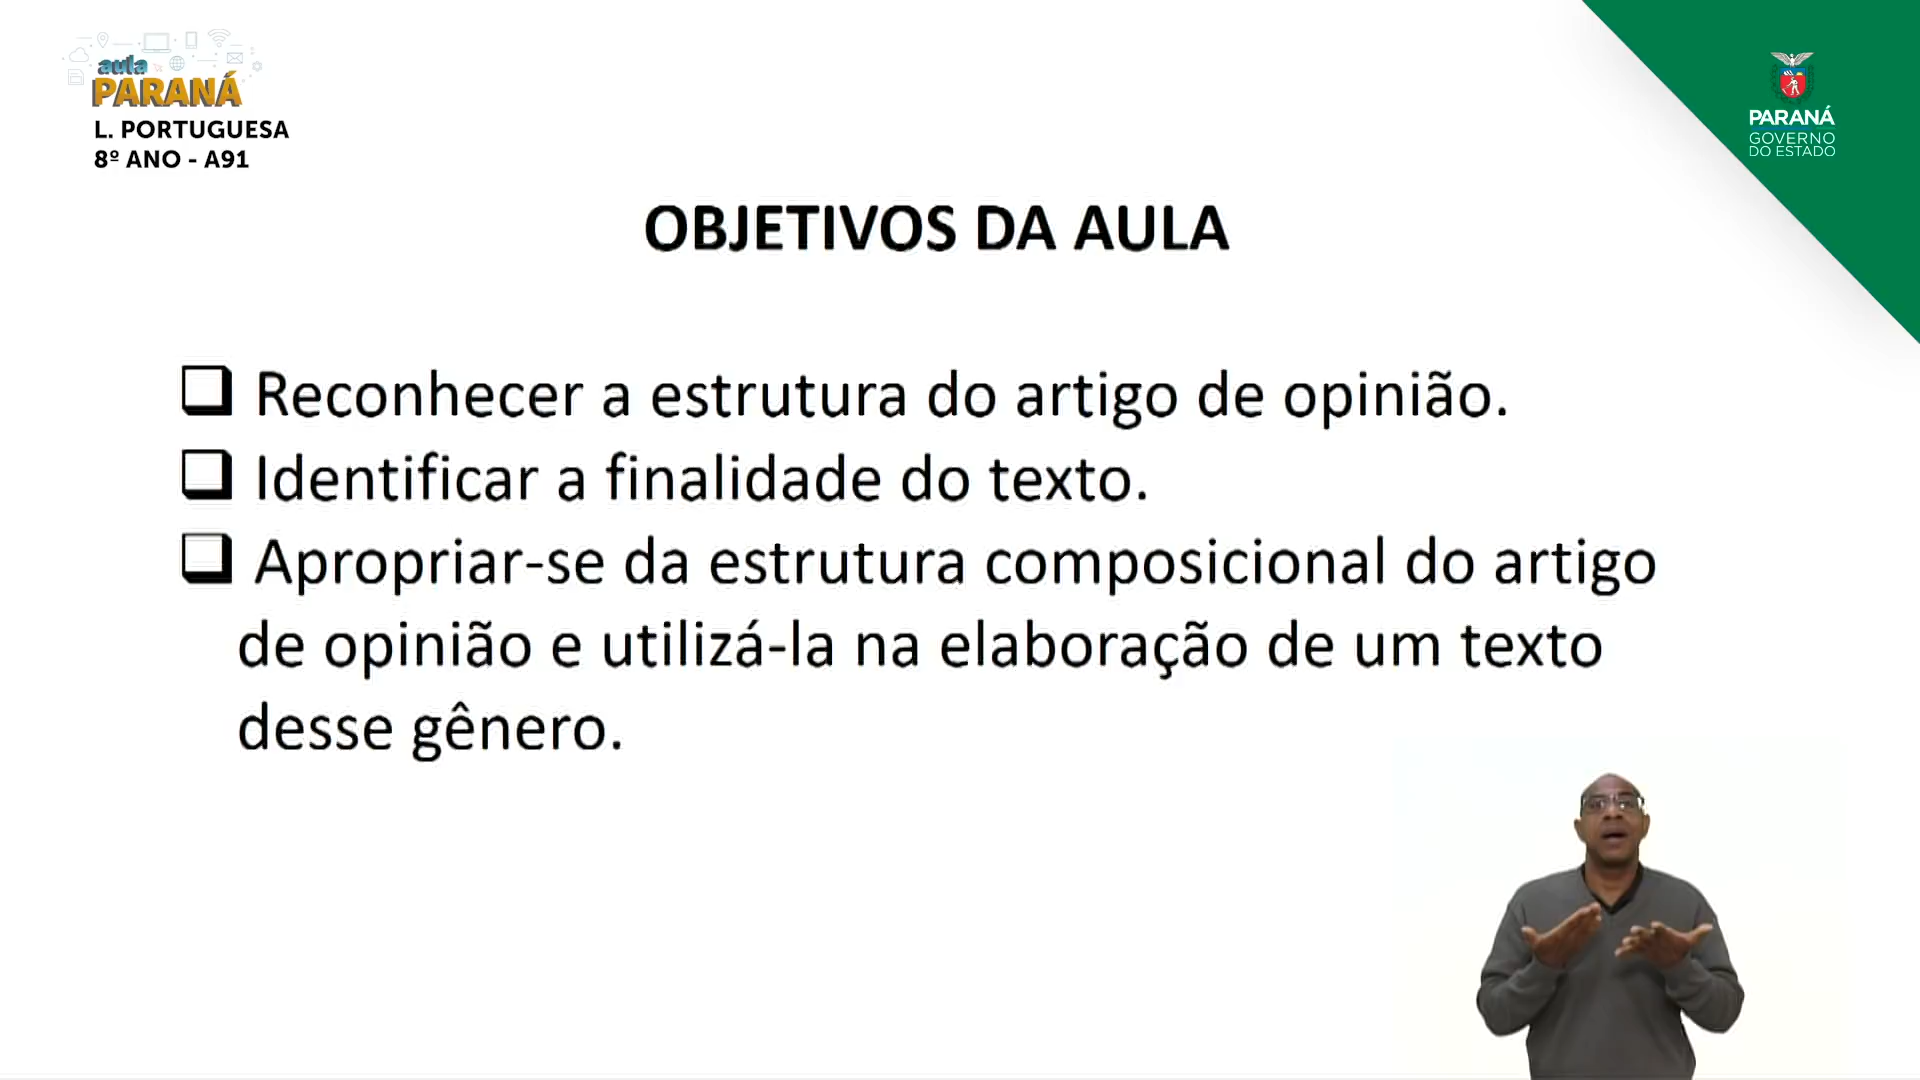 aula
PARANÁ
L. PORTUGUESA
8º ANO - A91
PARANÁ
GOVERNO
DO ESTADO
OBJETIVOS DA AULA
❑ Reconhecer a estrutura do artigo de opinião.
❑ Identificar a finalidade do texto.
❑ Apropriar-se da estrutura composicional do artigo
de opinião e utilizá-la na elaboração de um texto
desse gênero.